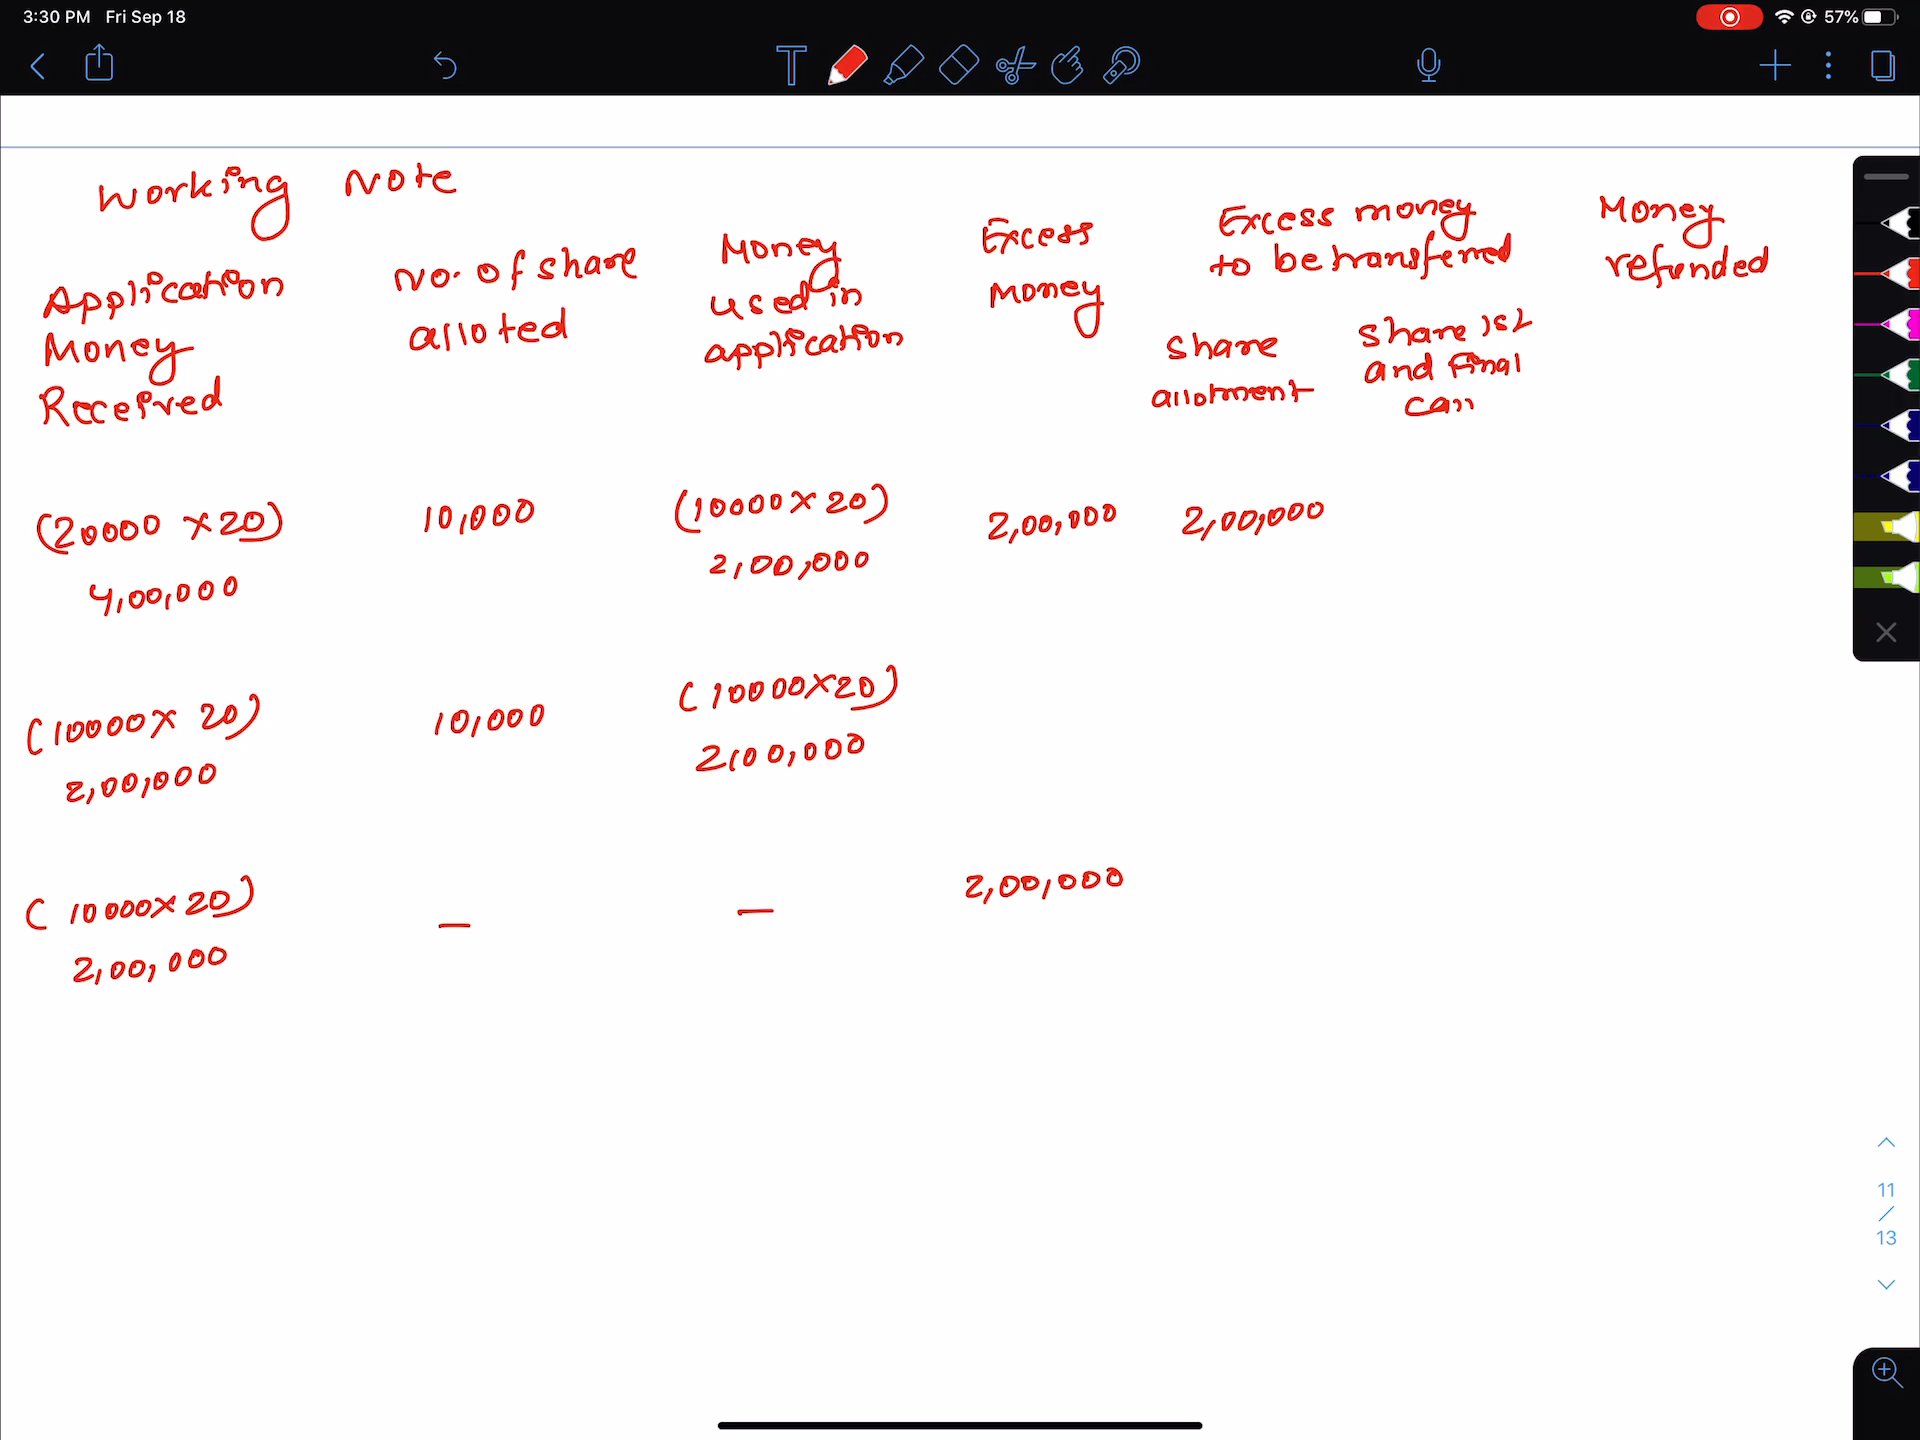 3:30 PM Fri Sep 18
57%
Working Note
Application
Money
Received
No. of share
alloted
Money
used in
application
Excess
Money
Excess money
to be transferred
Share
allotment
Share 1st
and Final
call
Money
refunded
(20000 × 20)
4,00,000
10,000
(10000 × 20)
2,00,000
2,00,000
2,00,000
(10000 × 20)
2,00,000
10,000
(10000 × 20)
2,00,000
(10000 × 20)
2,00,000
—
—
2,00,000
11
/
13